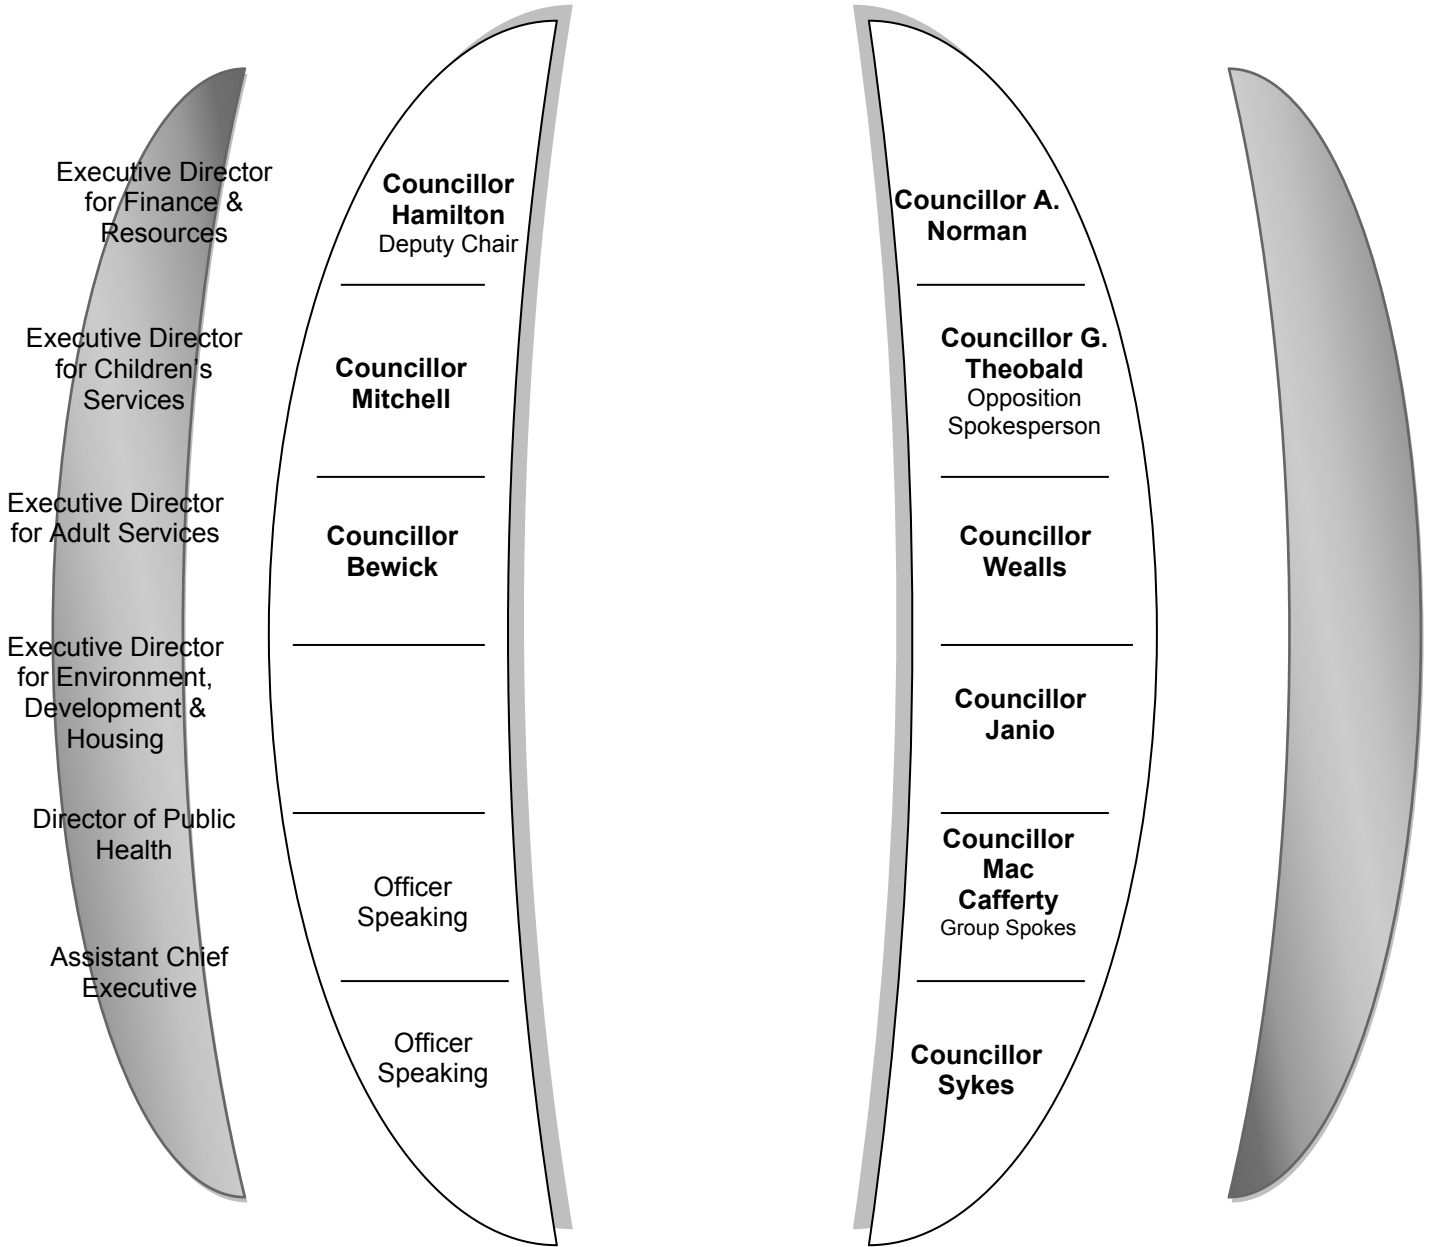 Executive Director
for Finance &
Resources
Executive Director
for Children’s
Services
Executive Director
for Adult Services
Executive Director
for Environment,
Development &
Housing
Director of Public
Health
Assistant Chief
Executive
Councillor
Hamilton
Deputy Chair
Councillor
Mitchell
Councillor
Bewick
Officer
Speaking
Officer
Speaking
Councillor A.
Norman
Councillor G.
Theobald
Opposition
Spokesperson
Councillor
Wealls
Councillor
Janio
Councillor
Mac
Cafferty
Group Spokes
Councillor
Sykes